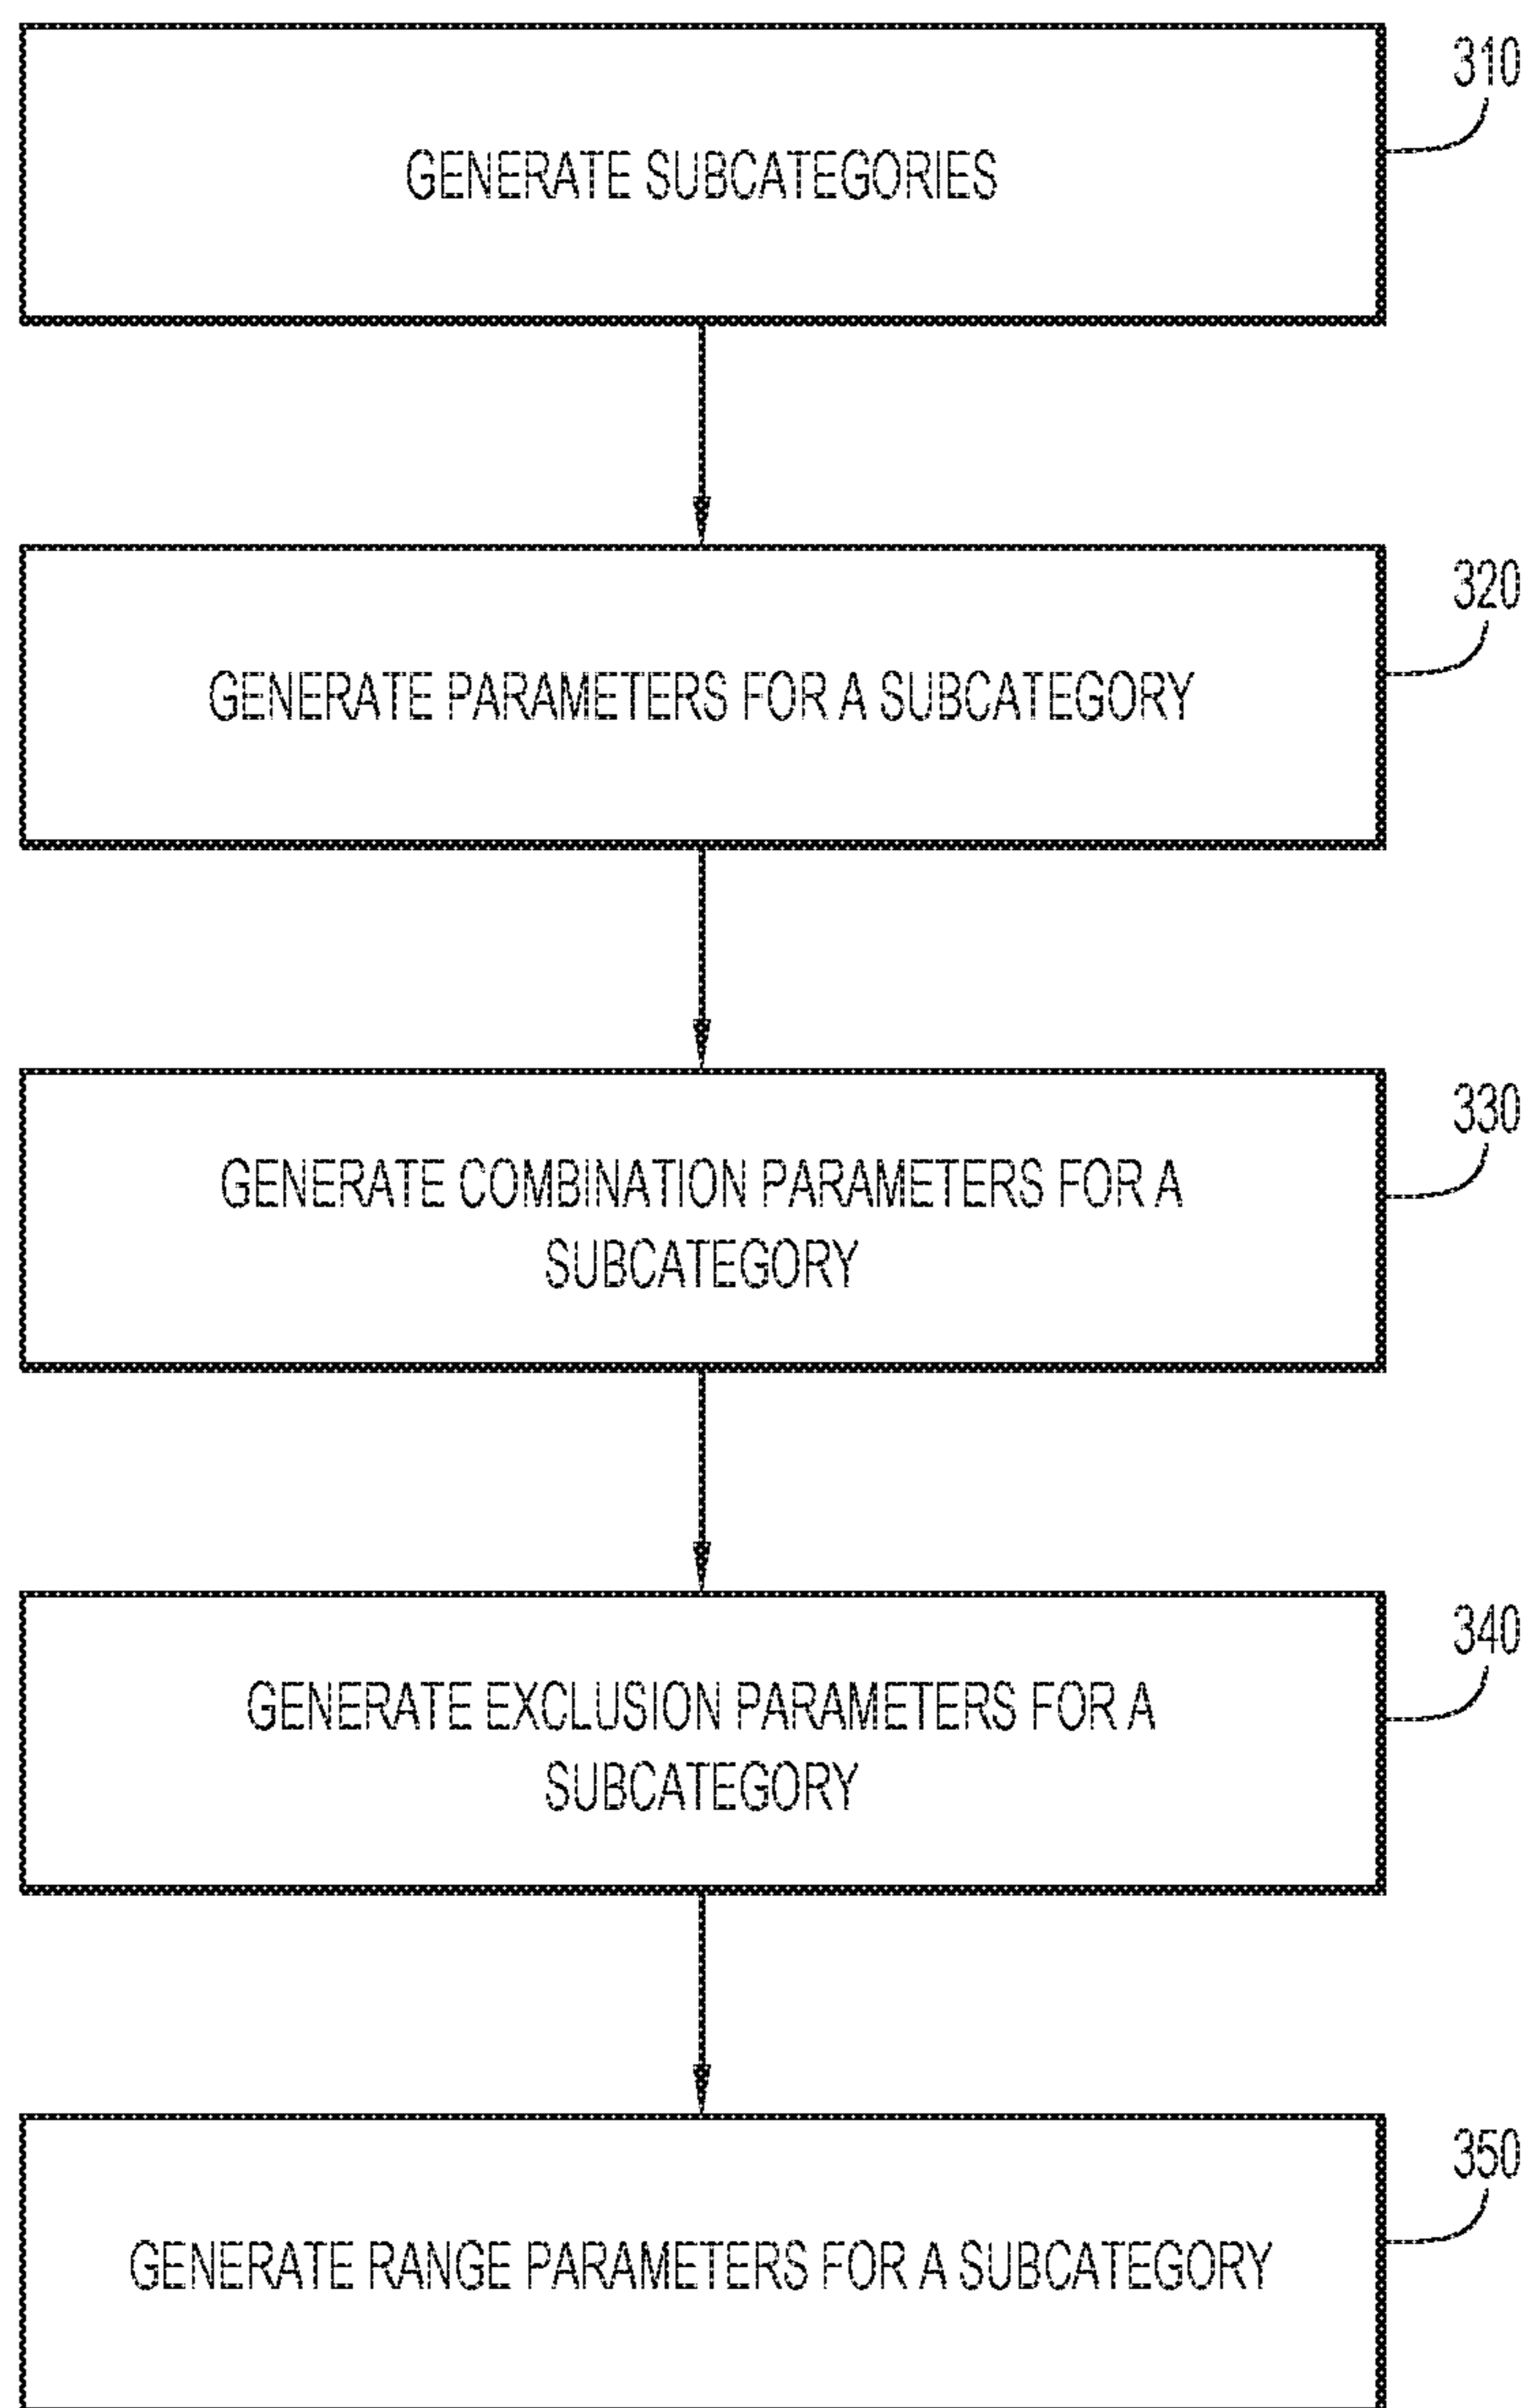 310
GENERATE SUBCATEGORIES
320
GENERATE PARAMETERS FOR A SUBCATEGORY
330
GENERATE COMBINATION PARAMETERS FOR A
SUBCATEGORY
340
GENERATE EXCLUSION PARAMETERS FOR A
SUBCATEGORY
350
GENERATE RANGE PARAMETERS FOR A SUBCATEGORY